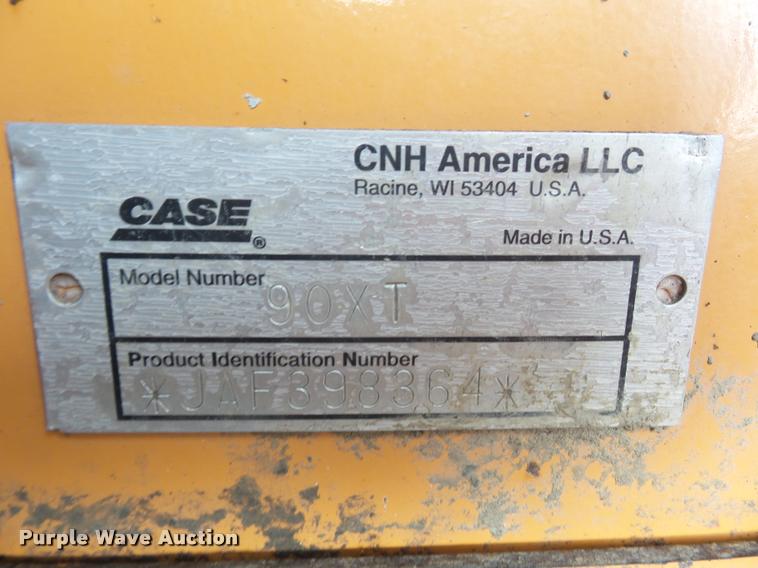 CNH America LLC
Racine, WI 53404 U.S.A.
CASE®
Made in U.S.A.
Model Number
90XT
Product Identification Number
*JAF398364*
Purple Wave Auction